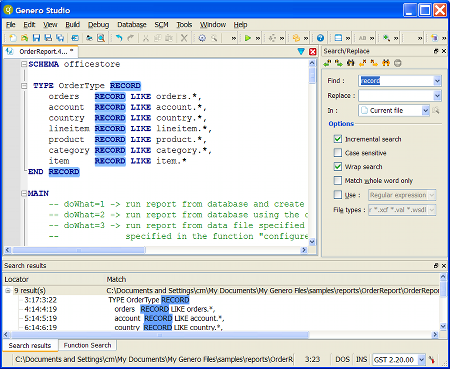 Genero Studio
File Edit View Build Debug Database SCM Tools Window Help
OrderReport.4... *
SCHEMA officestore
TYPE OrderType RECORD
orders RECORD LIKE orders.*,
account RECORD LIKE account.*,
country RECORD LIKE country.*,
lineitem RECORD LIKE lineitem.*,
product RECORD LIKE product.*,
category RECORD LIKE category.*,
item RECORD LIKE item.*
END RECORD
MAIN
-- doWhat=1 -> run report from database and create
-- doWhat=2 -> run report from database using the c
-- doWhat=3 -> run report from data file specified
-- specified in the function "configure
Search/Replace
Find : record
Replace :
In : Current file
Options
Incremental search
Case sensitive
Wrap search
Match whole word only
Use : Regular expression
File types : r *.xcf *.val *.wsdl
Search results
Locator Match
9 result(s) C:\Documents and Settings\cm\My Documents\My Genero Files\samples\reports\OrderReport\OrderRepor
3:17:3:22 TYPE OrderType RECORD
4:14:4:19 orders RECORD LIKE orders.*,
5:14:5:19 account RECORD LIKE account.*,
6:14:6:19 country RECORD LIKE country.*,
Search results Function Search
C:\Documents and Settings\cm\My Documents\My Genero Files\samples\reports\OrderR 3:23 DOS INS GST 2.20.00